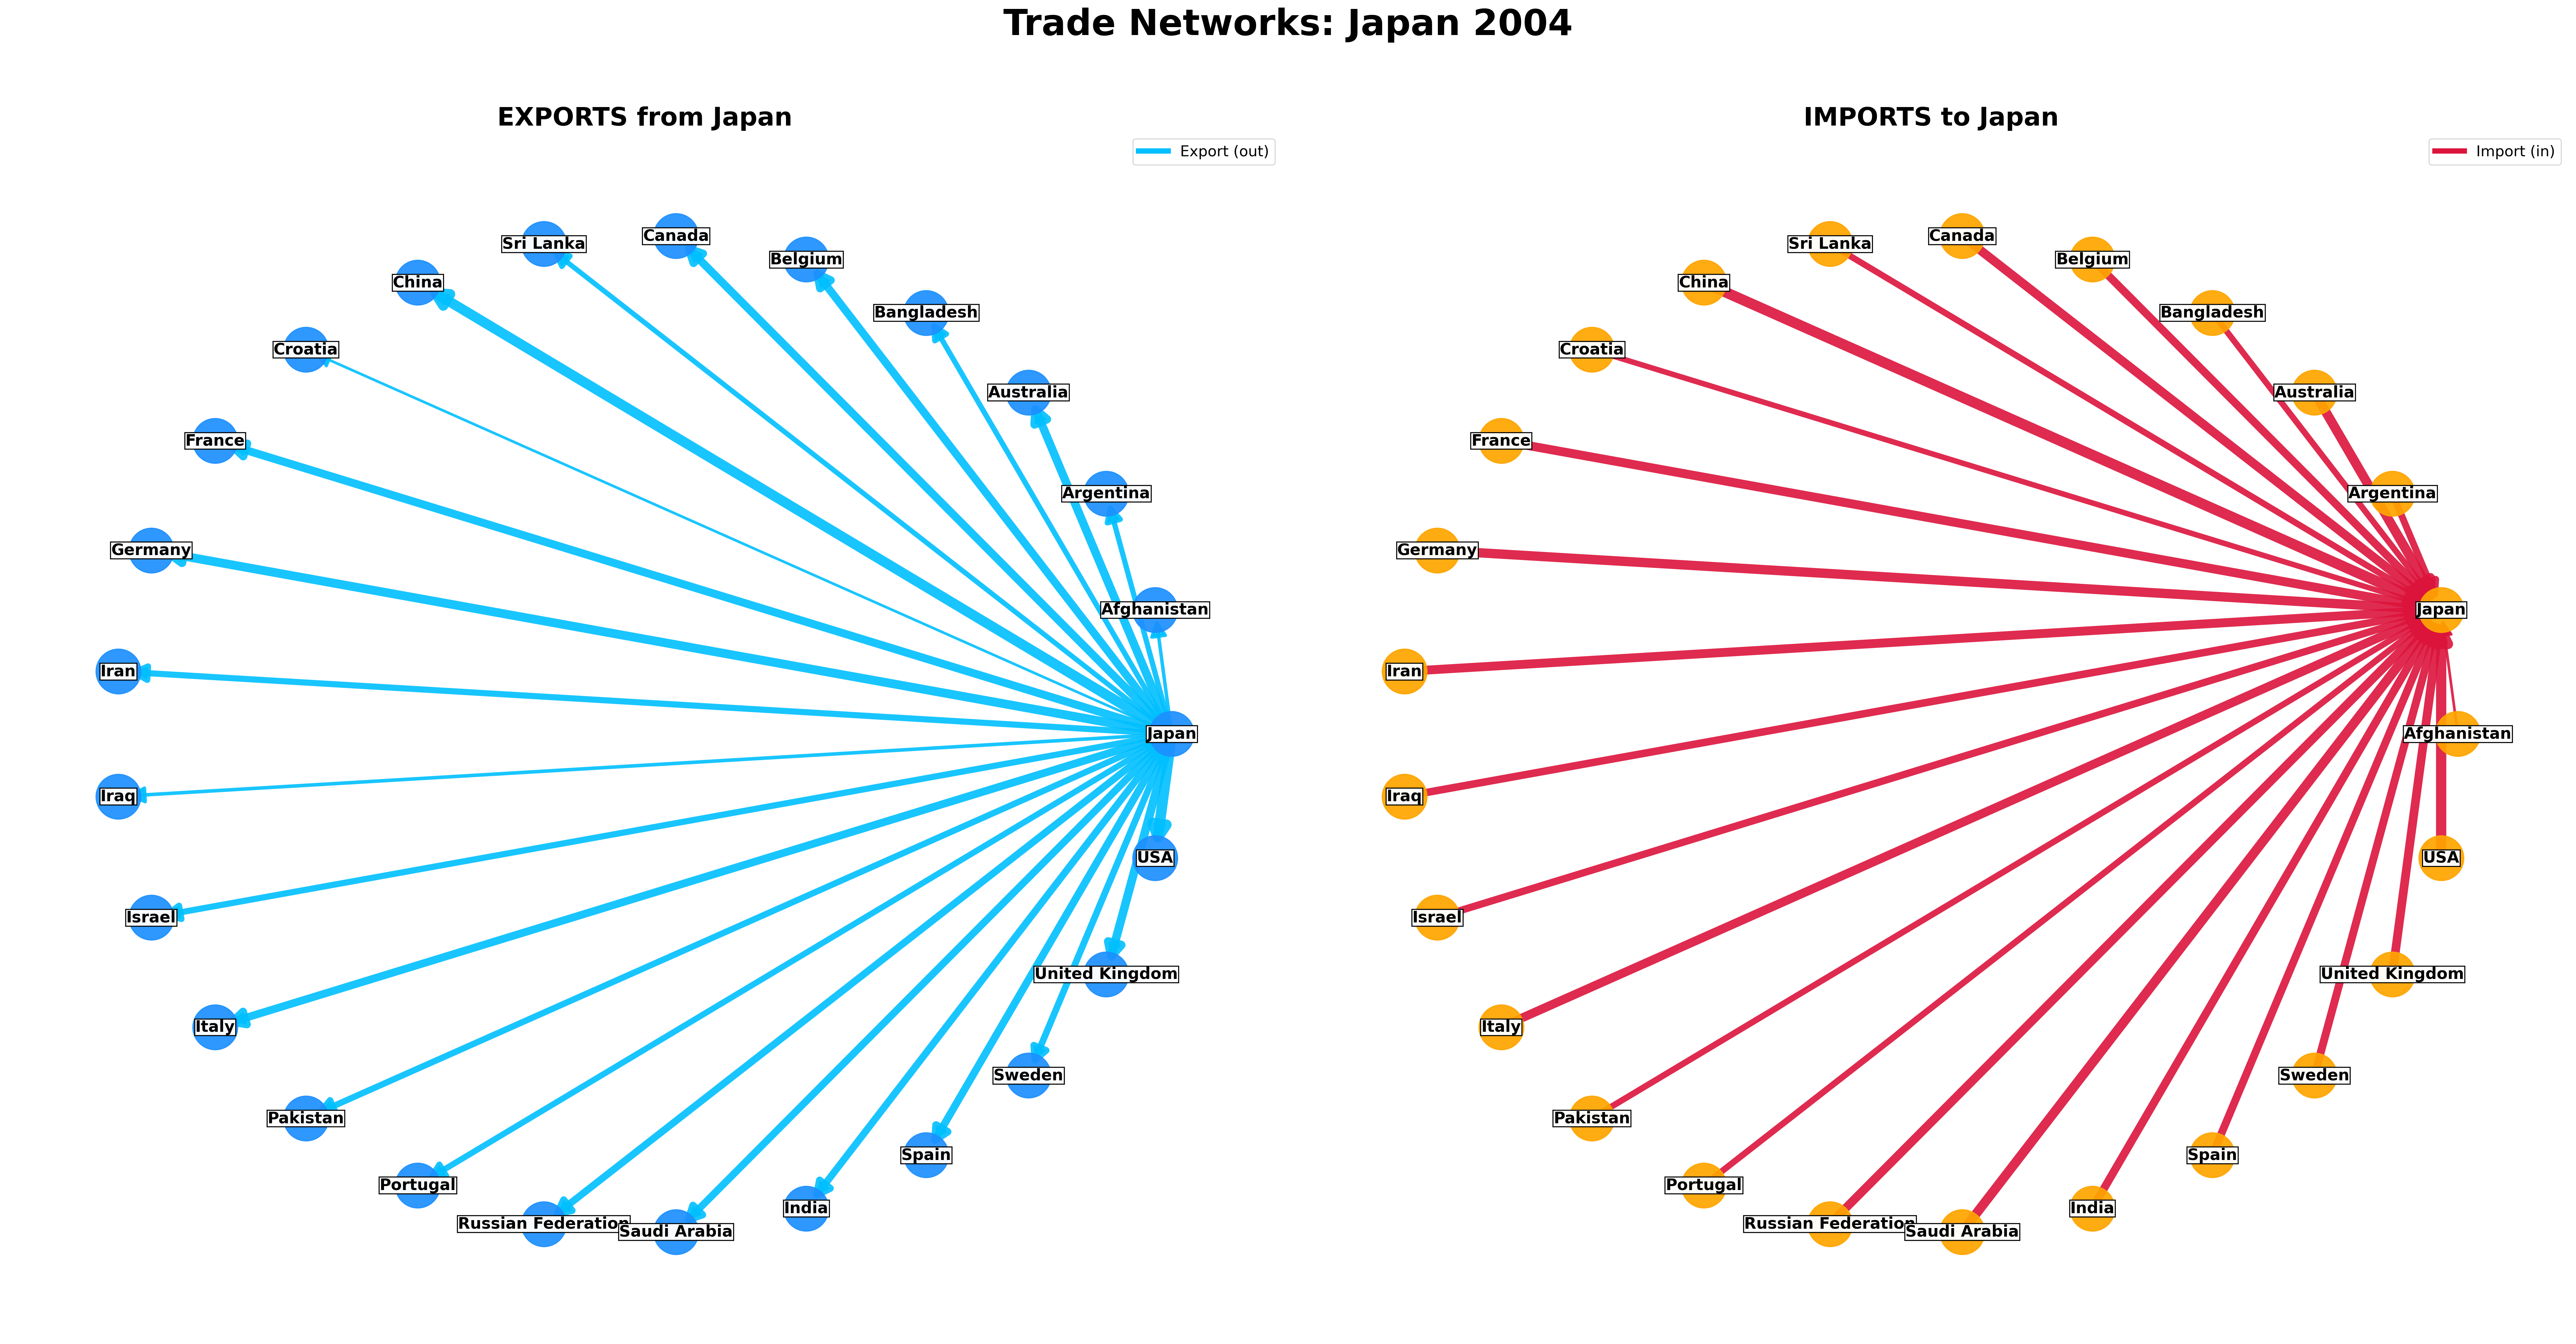 Trade Networks: Japan 2004
EXPORTS from Japan
Export (out)
Canada
Sri Lanka
Belgium
China
Bangladesh
Croatia
Australia
France
Argentina
Germany
Afghanistan
Iran
Japan
Iraq
USA
Israel
United Kingdom
Italy
Sweden
Pakistan
Spain
Portugal
India
Russian Federation
Saudi Arabia
IMPORTS to Japan
Import (in)
Canada
Sri Lanka
Belgium
China
Bangladesh
Croatia
Australia
France
Argentina
Germany
Japan
Iran
Afghanistan
Iraq
USA
Israel
United Kingdom
Italy
Sweden
Pakistan
Spain
Portugal
India
Russian Federation
Saudi Arabia